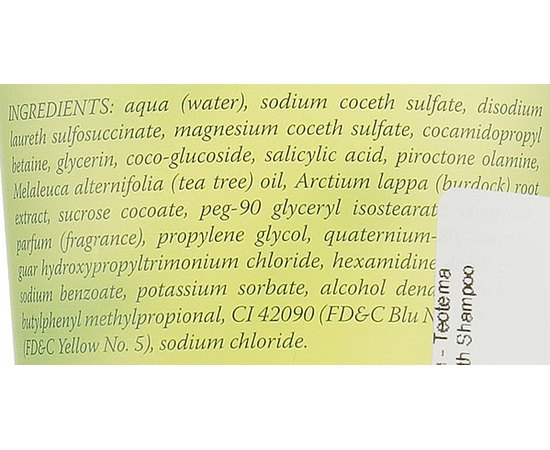 INGREDIENTS: aqua (water), sodium coceth sulfate, disodium
laureth sulfosuccinate, magnesium coceth sulfate, cocamidopropyl
betaine, glycerin, coco-glucoside, salicylic acid, piroctone olamine,
Melaleuca alternifolia (tea tree) oil, Arctium lappa (burdock) root
extract, sucrose cocoate, peg-90 glyceryl isostearat
parfum (fragrance), propylene glycol, quaternium-
guar hydroxypropyltrimonium chloride, hexamidine
sodium benzoate, potassium sorbate, alcohol dena
butylphenyl methylpropional, CI 42090 (FD&C Blu N
(FD&C Yellow No. 5), sodium chloride.
- Teotema
th Shampoo